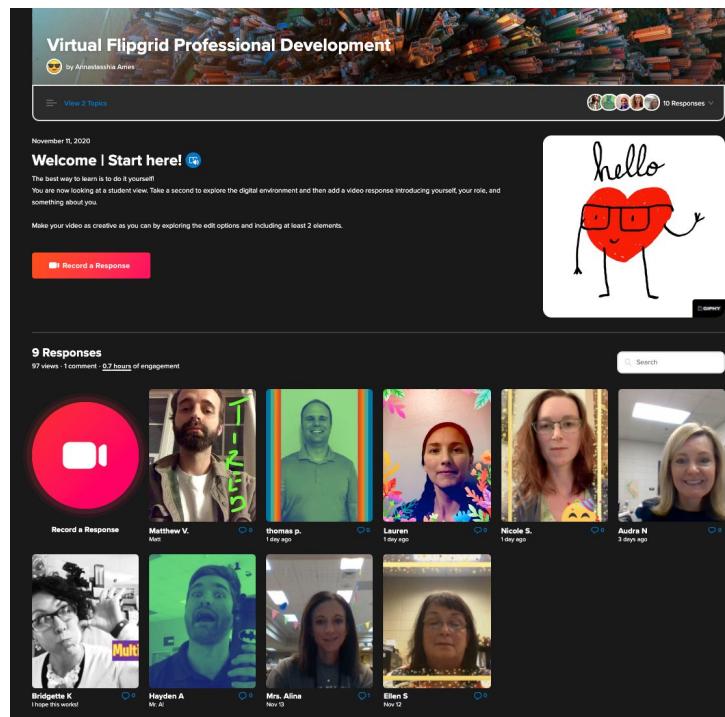 Virtual Flipgrid Professional Development
by Annastasshia Ames
View 2 Topics
10 Responses
November 11, 2020
Welcome | Start here!
The best way to learn is to do it yourself!
You are now looking at a student view. Take a second to explore the digital environment and then add a video response introducing yourself, your role, and
something about you.
Make your video as creative as you can by exploring the edit options and including at least 2 elements.
Record a Response
hello
GIPHY
9 Responses
97 views · 1 comment · 0.7 hours of engagement
Search
TIRED
Record a Response
Matthew V.
0
Matt
thomas p.
0
1 day ago
Lauren
0
1 day ago
Nicole S.
0
1 day ago
Audra N
0
3 days ago
Multi
Bridgette K
0
I hope this works!
Hayden A
0
Mr. A!
Mrs. Alina
1
Nov 13
Ellen S
0
Nov 12